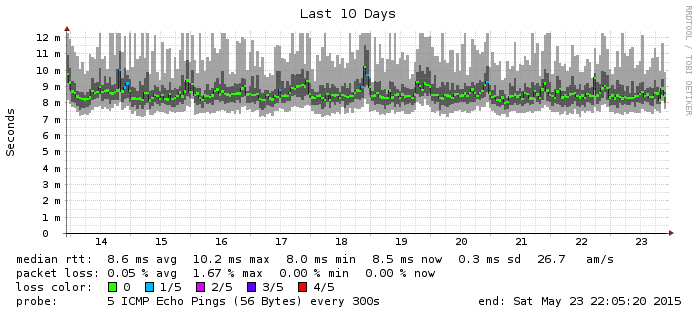 Last 10 Days
RRDTOOL / TOBI OETIKER
Seconds
12 m
11 m
10 m
9 m
8 m
7 m
6 m
5 m
4 m
3 m
2 m
1 m
0
14 15 16 17 18 19 20 21 22 23
median rtt: 8.6 ms avg 10.2 ms max 8.0 ms min 8.5 ms now 0.3 ms sd 26.7 am/s
packet loss: 0.05 % avg 1.67 % max 0.00 % min 0.00 % now
loss color: 0 1/5 2/5 3/5 4/5
probe: 5 ICMP Echo Pings (56 Bytes) every 300s end: Sat May 23 22:05:20 2015